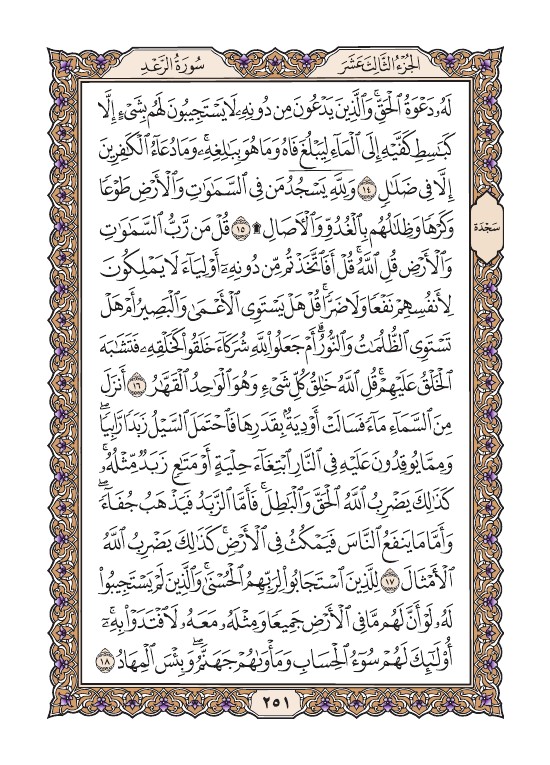 الجُزْءُ الثَّالِثَ عَشَرَ
سُورَةُ الرَّعْدِ
لَهُۥ دَعْوَةُ ٱلْحَقِّۚ وَٱلَّذِينَ يَدْعُونَ مِن دُونِهِۦ لَا يَسْتَجِيبُونَ لَهُم بِشَىْءٍ إِلَّا
كَبَـٰسِطِ كَفَّيْهِ إِلَى ٱلْمَآءِ لِيَبْلُغَ فَاهُ وَمَا هُوَ بِبَـٰلِغِهِۦۚ وَمَا دُعَآءُ ٱلْكَـٰفِرِينَ
إِلَّا فِى ضَلَـٰلٍ ١٤ وَلِلَّهِ يَسْجُدُ مَن فِى ٱلسَّمَـٰوَٰتِ وَٱلْأَرْضِ طَوْعًا
وَكَرْهًا وَظِلَـٰلُهُم بِٱلْغُدُوِّ وَٱلْـَٔاصَالِ ۩ ١٥ قُلْ مَن رَّبُّ ٱلسَّمَـٰوَٰتِ
سَجْدَة
وَٱلْأَرْضِ قُلِ ٱللَّهُۚ قُلْ أَفَٱتَّخَذْتُم مِّن دُونِهِۦٓ أَوْلِيَآءَ لَا يَمْلِكُونَ
لِأَنفُسِهِمْ نَفْعًا وَلَا ضَرًّاۚ قُلْ هَلْ يَسْتَوِى ٱلْأَعْمَىٰ وَٱلْبَصِيرُ أَمْ هَلْ
تَسْتَوِى ٱلظُّلُمَـٰتُ وَٱلنُّورُۗ أَمْ جَعَلُوا۟ لِلَّهِ شُرَكَآءَ خَلَقُوا۟ كَخَلْقِهِۦ فَتَشَـٰبَهَ
ٱلْخَلْقُ عَلَيْهِمْۚ قُلِ ٱللَّهُ خَـٰلِقُ كُلِّ شَىْءٍ وَهُوَ ٱلْوَٰحِدُ ٱلْقَهَّـٰرُ ١٦ أَنزَلَ
مِنَ ٱلسَّمَآءِ مَآءً فَسَالَتْ أَوْدِيَةٌۢ بِقَدَرِهَا فَٱحْتَمَلَ ٱلسَّيْلُ زَبَدًا رَّابِيًاۖ
وَمِمَّا يُوقِدُونَ عَلَيْهِ فِى ٱلنَّارِ ٱبْتِغَآءَ حِلْيَةٍ أَوْ مَتَـٰعٍ زَبَدٌ مِّثْلُهُۥۚ
كَذَٰلِكَ يَضْرِبُ ٱللَّهُ ٱلْحَقَّ وَٱلْبَـٰطِلَۚ فَأَمَّا ٱلزَّبَدُ فَيَذْهَبُ جُفَآءًۖ
وَأَمَّا مَا يَنفَعُ ٱلنَّاسَ فَيَمْكُثُ فِى ٱلْأَرْضِۚ كَذَٰلِكَ يَضْرِبُ ٱللَّهُ
ٱلْأَمْثَالَ ١٧ لِلَّذِينَ ٱسْتَجَابُوا۟ لِرَبِّهِمُ ٱلْحُسْنَىٰۚ وَٱلَّذِينَ لَمْ يَسْتَجِيبُوا۟
لَهُۥ لَوْ أَنَّ لَهُم مَّا فِى ٱلْأَرْضِ جَمِيعًا وَمِثْلَهُۥ مَعَهُۥ لَٱفْتَدَوْا۟ بِهِۦٓۚ
أُو۟لَـٰٓئِكَ لَهُمْ سُوٓءُ ٱلْحِسَابِ وَمَأْوَىٰهُمْ جَهَنَّمُۖ وَبِئْسَ ٱلْمِهَادُ ١٨
٢٥١